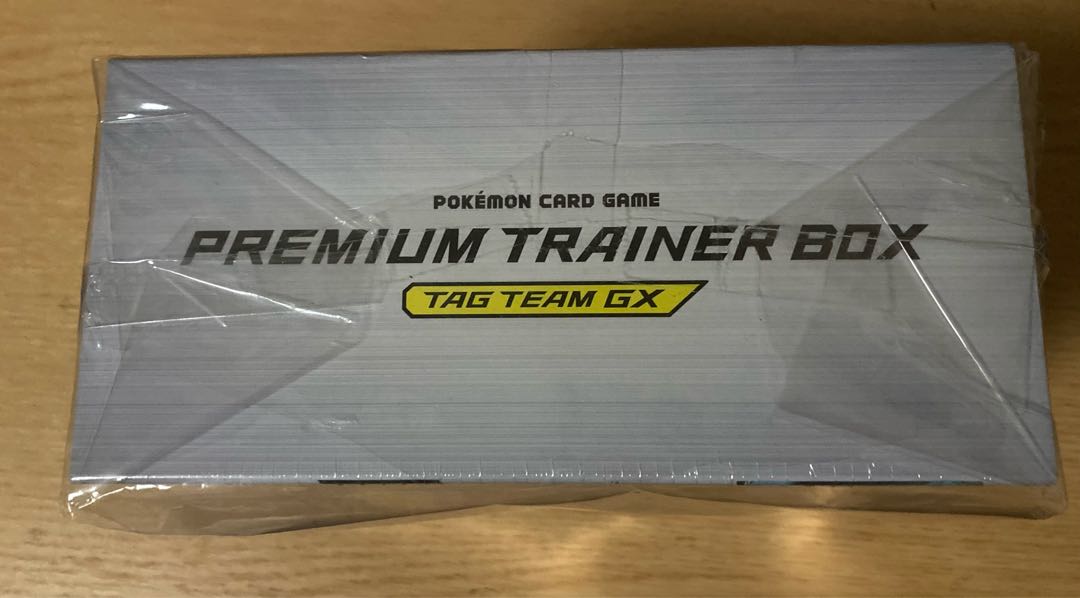 POKÉMON CARD GAME
PREMIUM TRAINER BOX
TAG TEAM GX